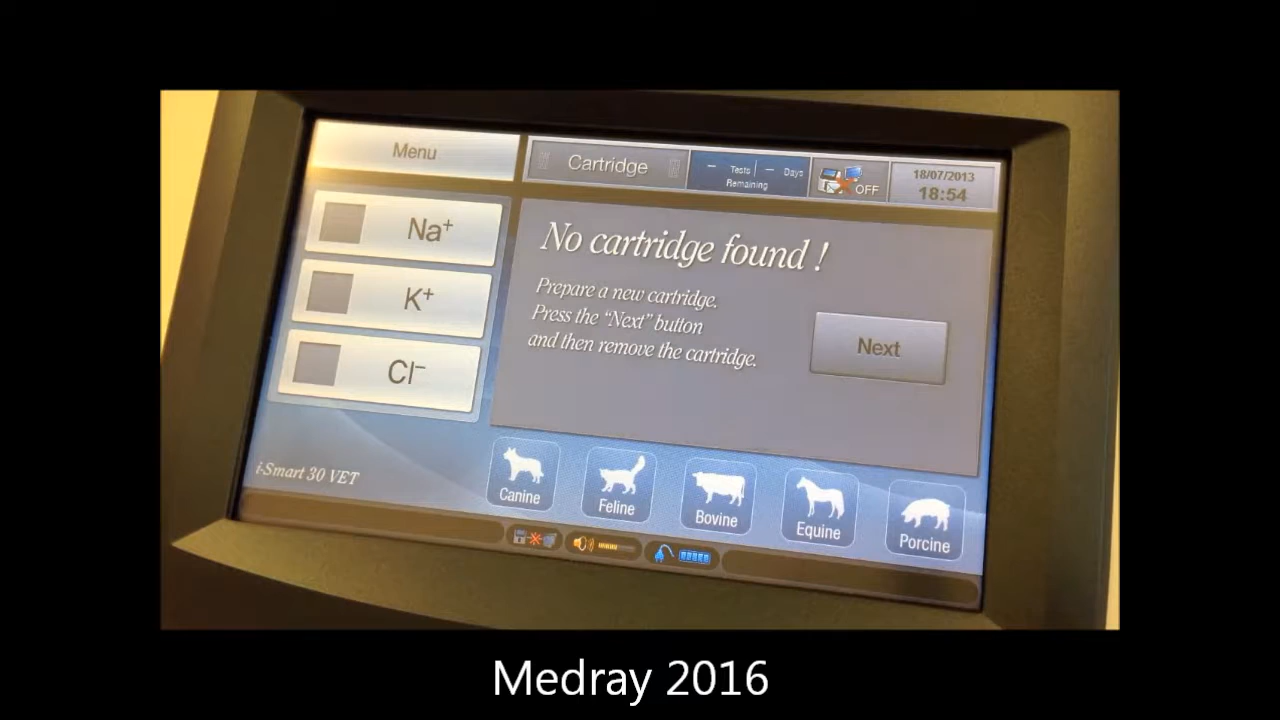 Menu
Cartridge
– Tests | – Days
Remaining
OFF
18/07/2013
18:54
Na⁺
K⁺
Cl⁻
No cartridge found !
Prepare a new cartridge.
Press the “Next” button
and then remove the cartridge.
Next
i-Smart 30 VET
Canine
Feline
Bovine
Equine
Porcine
Medray 2016